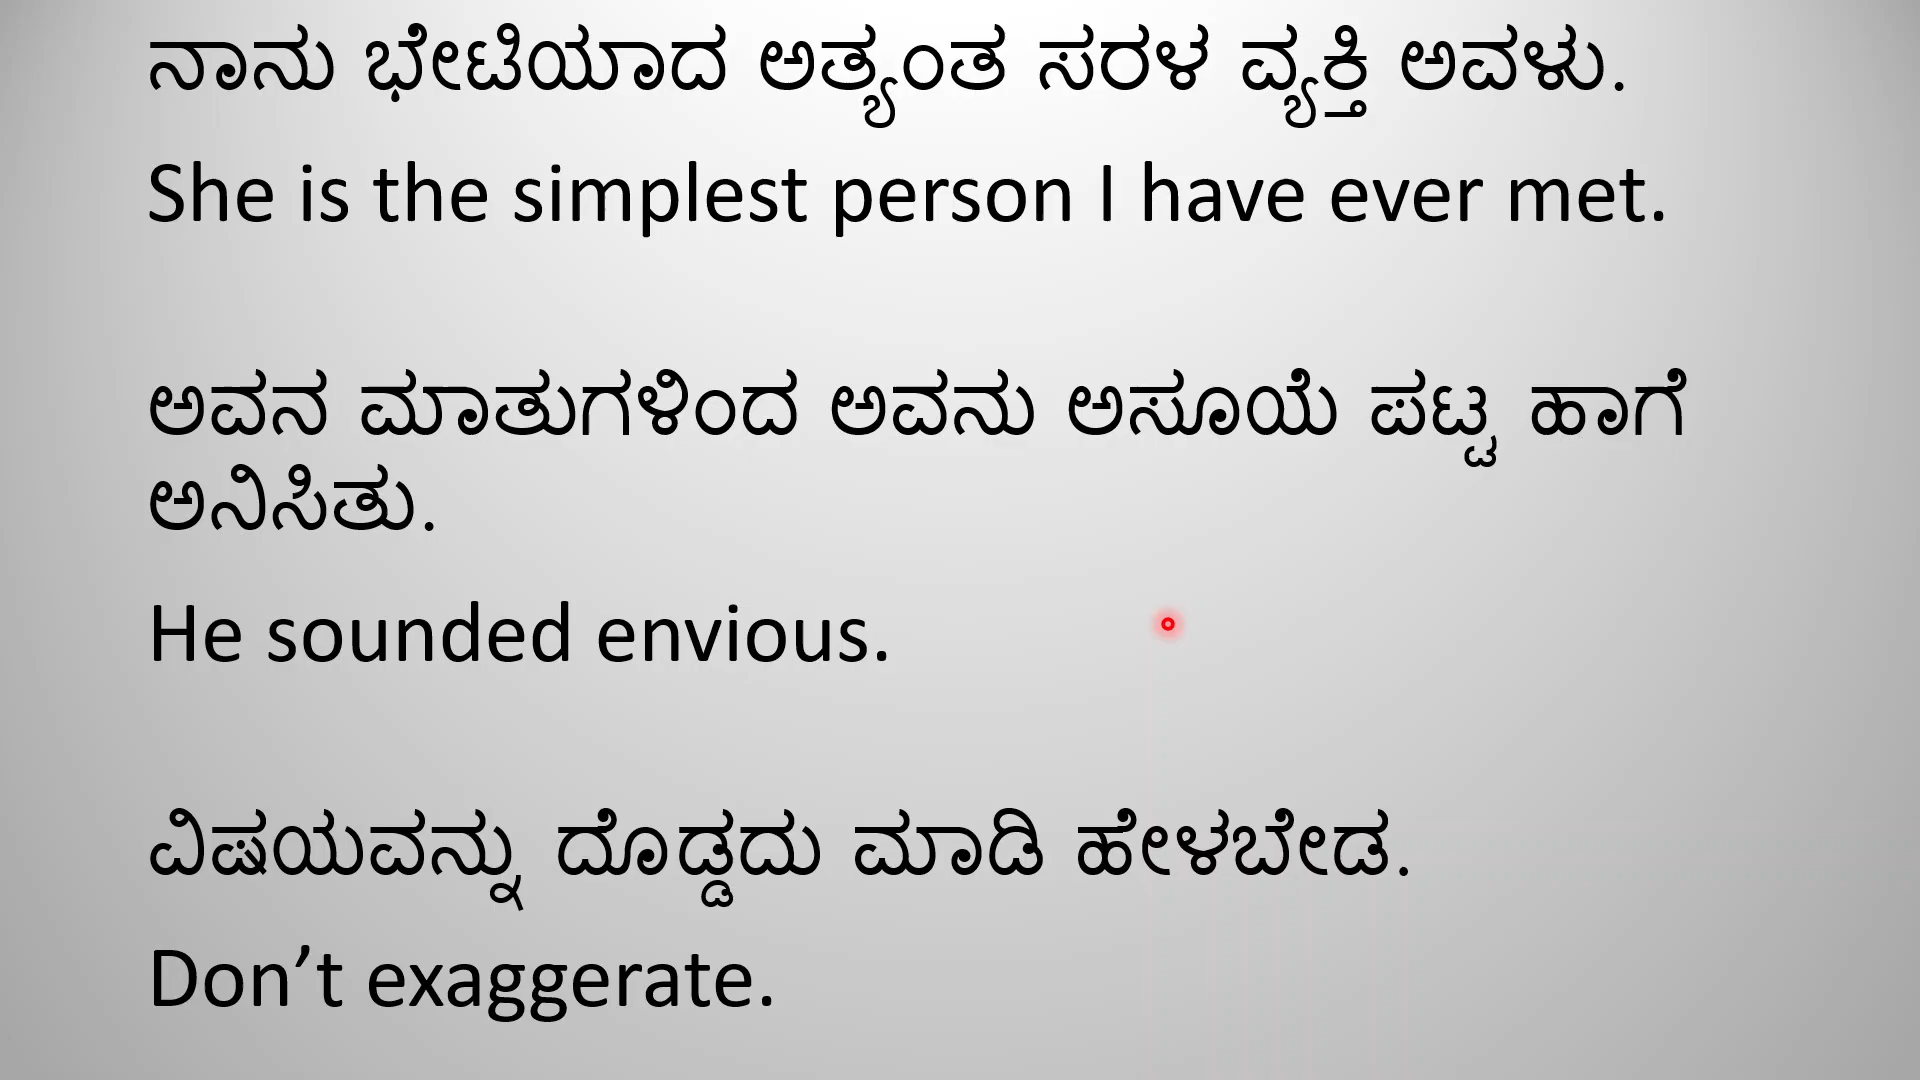 ನಾನು ಭೇಟಿಯಾದ ಅತ್ಯಂತ ಸರಳ ವ್ಯಕ್ತಿ ಅವಳು.
She is the simplest person I have ever met.
ಅವನ ಮಾತುಗಳಿಂದ ಅವನು ಅಸೂಯೆ ಪಟ್ಟ ಹಾಗೆ
ಅನಿಸಿತು.
He sounded envious.
ವಿಷಯವನ್ನು ದೊಡ್ಡದು ಮಾಡಿ ಹೇಳಬೇಡ.
Don’t exaggerate.